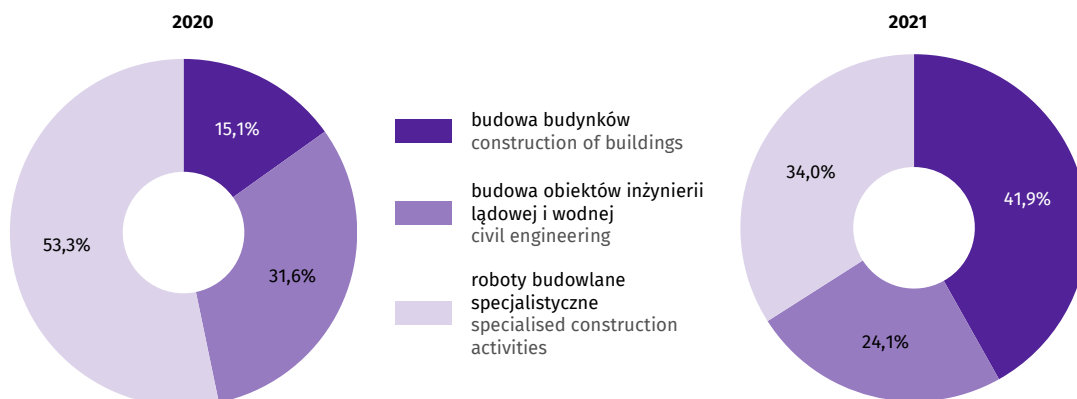 2020
15,1%
31,6%
53,3%
budowa budynków
construction of buildings
budowa obiektów inżynierii
lądowej i wodnej
civil engineering
roboty budowlane
specjalistyczne
specialised construction
activities
2021
41,9%
24,1%
34,0%